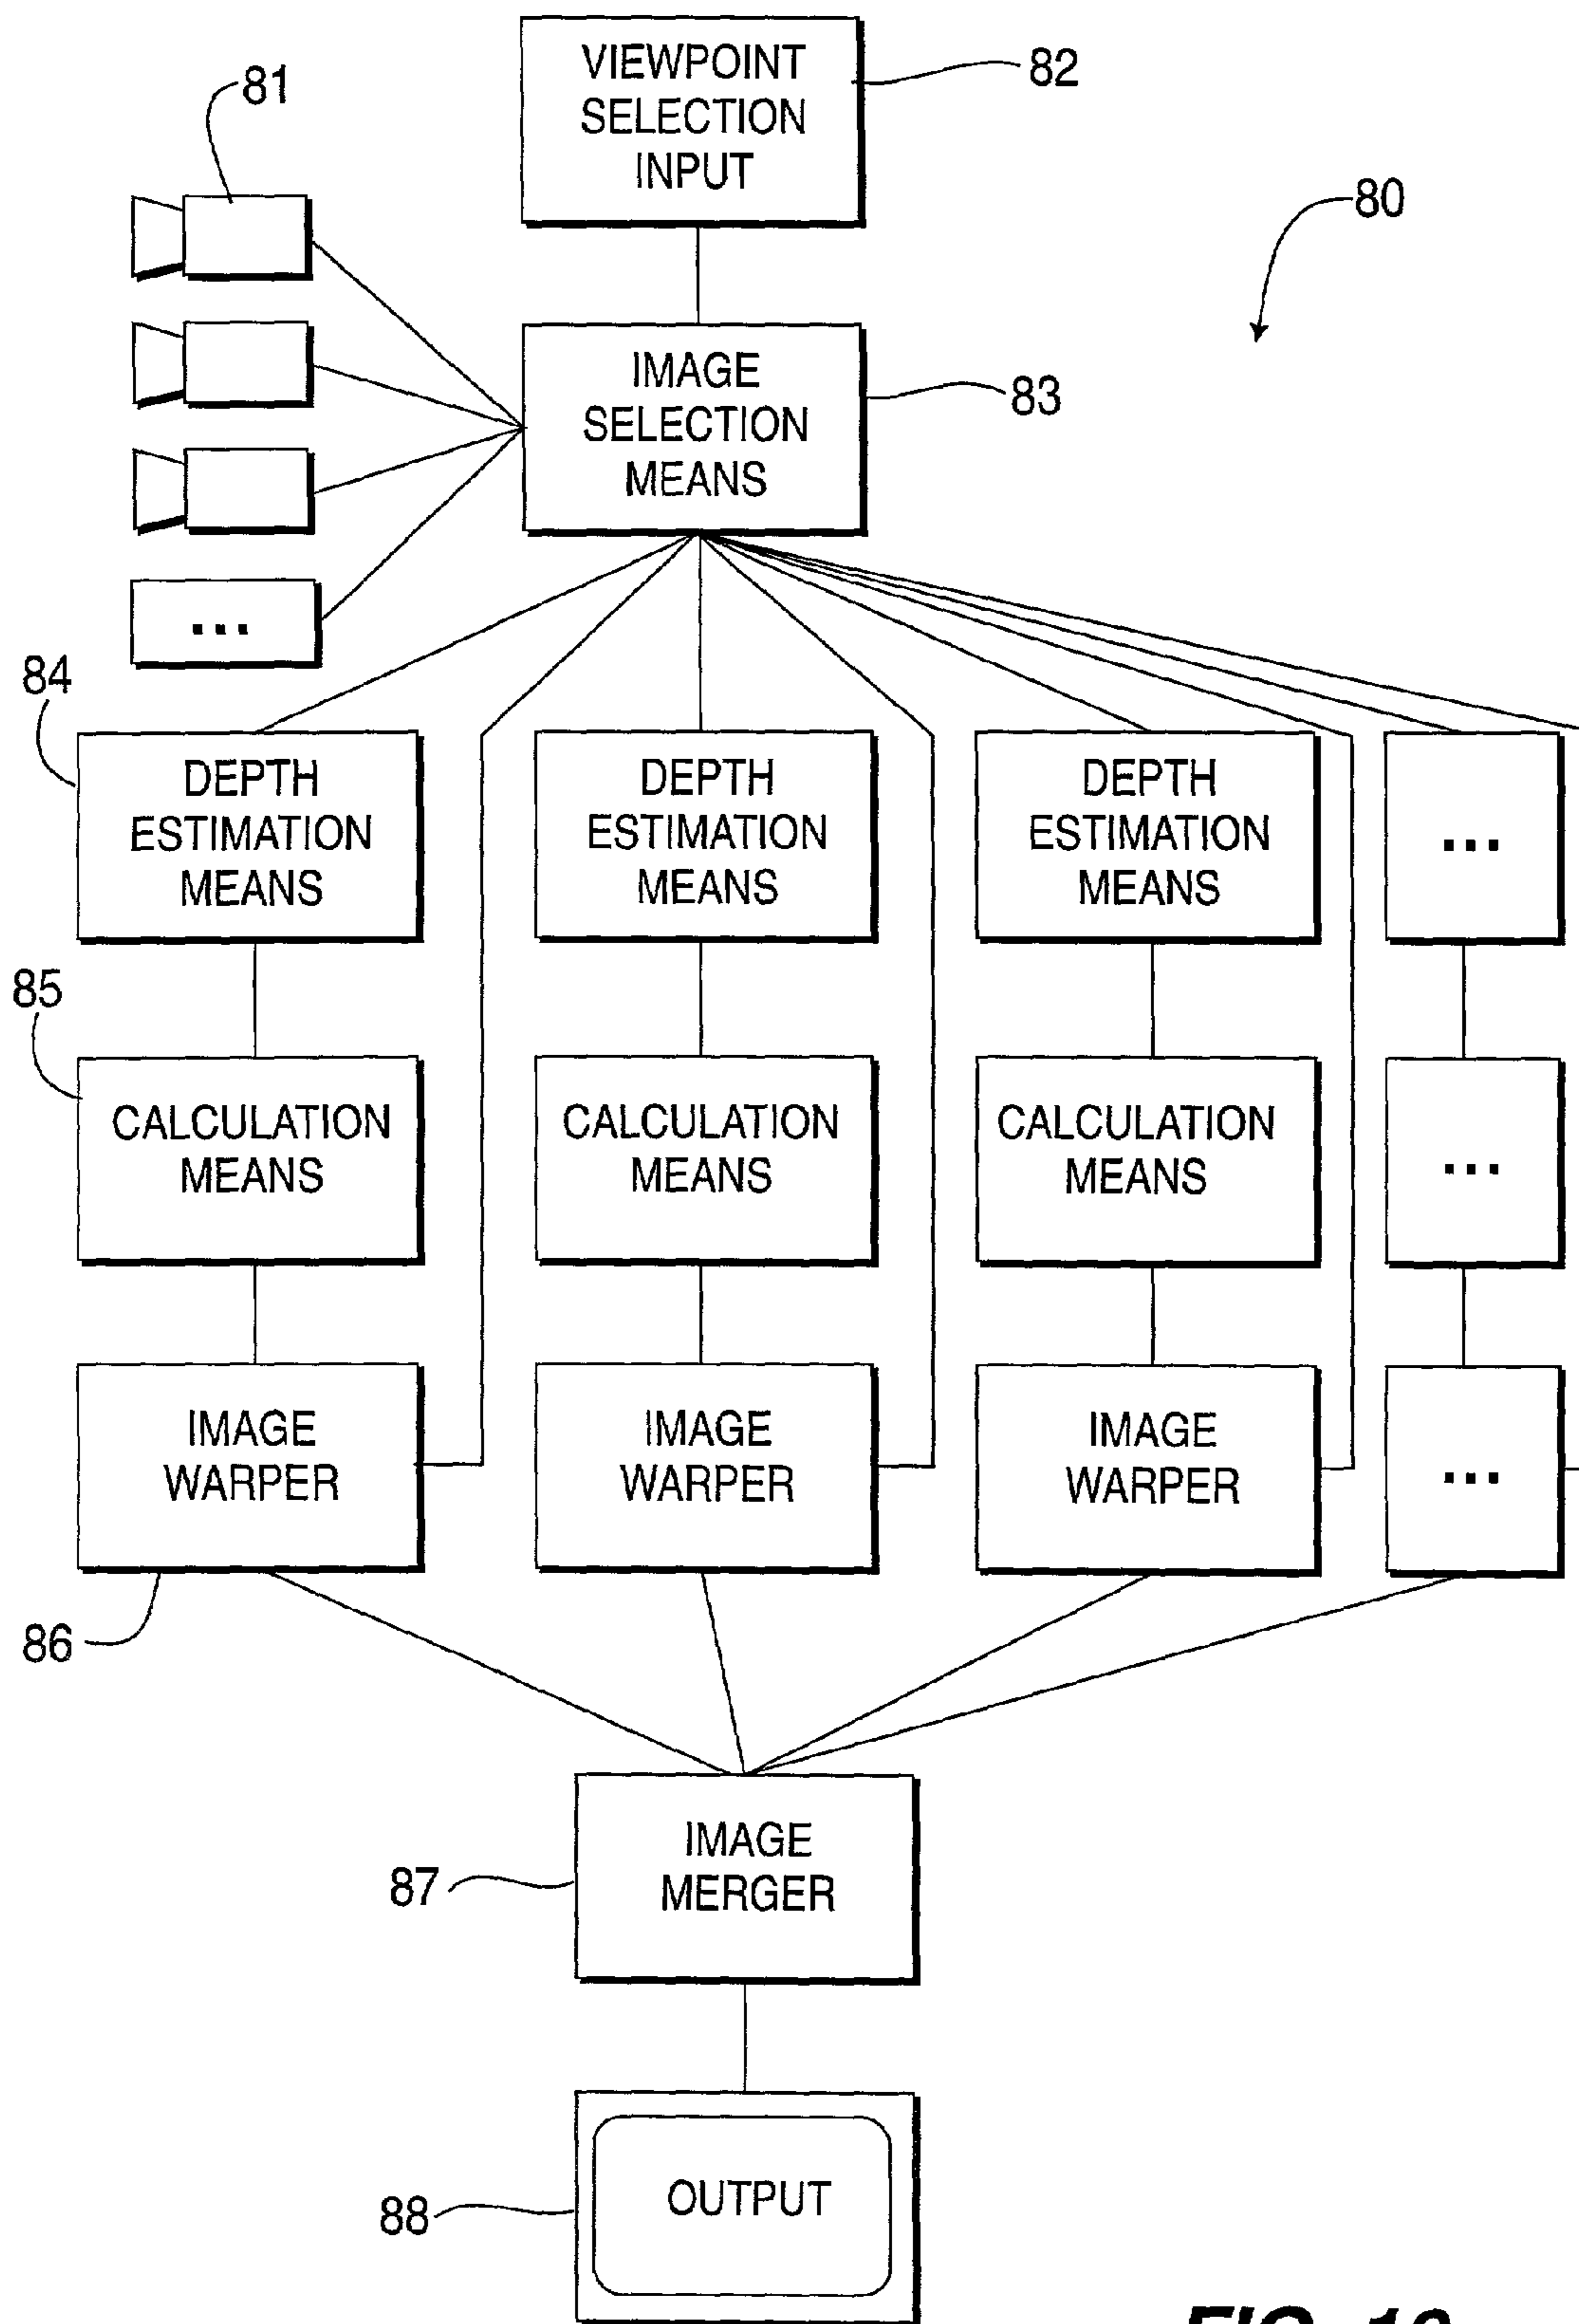 81
VIEWPOINT
SELECTION
INPUT
82
80
IMAGE
SELECTION
MEANS
83
...
84
DEPTH
ESTIMATION
MEANS
DEPTH
ESTIMATION
MEANS
DEPTH
ESTIMATION
MEANS
...
85
CALCULATION
MEANS
CALCULATION
MEANS
CALCULATION
MEANS
...
IMAGE
WARPER
IMAGE
WARPER
IMAGE
WARPER
...
86
IMAGE
MERGER
87
OUTPUT
88